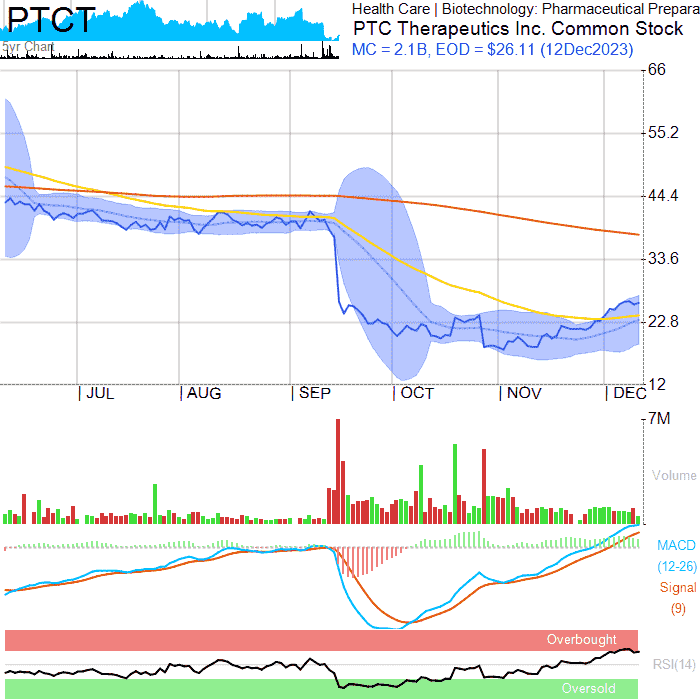 PTCT
5yr Chart
Health Care | Biotechnology: Pharmaceutical Prepara
PTC Therapeutics Inc. Common Stock
MC = 2.1B, EOD = $26.11 (12Dec2023)
66
55.2
44.4
33.6
22.8
12
| JUL | AUG | SEP | OCT | NOV | DEC
7M
Volume
MACD
(12-26)
Signal
(9)
Overbought
RSI(14)
Oversold